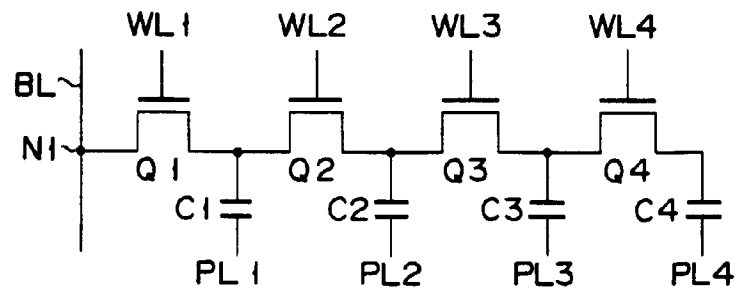 WL1 WL2 WL3 WL4
BL
N1
Q1 Q2 Q3 Q4
C1 C2 C3 C4
PL1 PL2 PL3 PL4